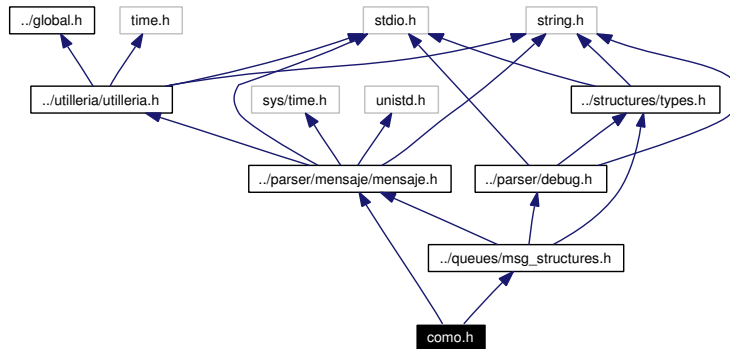 ../global.h
time.h
stdio.h
string.h
../utilleria/utilleria.h
sys/time.h
unistd.h
../structures/types.h
../parser/mensaje/mensaje.h
../parser/debug.h
../queues/msg_structures.h
como.h